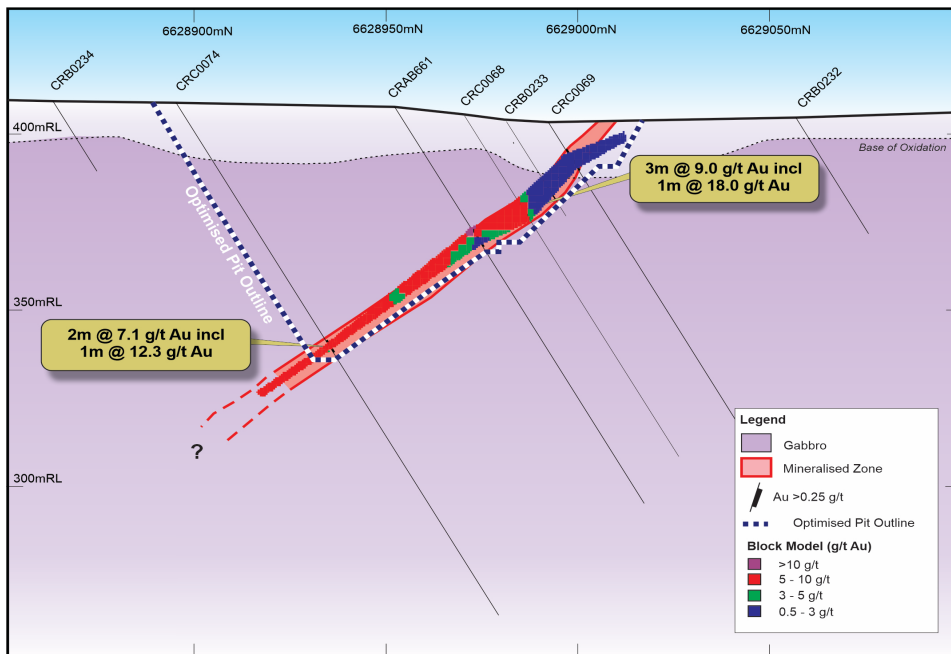 6628900mN
6628950mN
6629000mN
6629050mN
CRB0234
CRC0074
CRAB661
CRC0068
CRB0233
CRC0069
CRB0232
400mRL
Base of Oxidation
3m @ 9.0 g/t Au incl
1m @ 18.0 g/t Au
Optimised Pit Outline
350mRL
2m @ 7.1 g/t Au incl
1m @ 12.3 g/t Au
?
300mRL
Legend
Gabbro
Mineralised Zone
Au >0.25 g/t
Optimised Pit Outline
Block Model (g/t Au)
>10 g/t
5 - 10 g/t
3 - 5 g/t
0.5 - 3 g/t